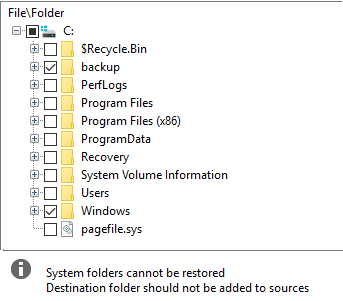 File\Folder
C:
$Recycle.Bin
backup
PerfLogs
Program Files
Program Files (x86)
ProgramData
Recovery
System Volume Information
Users
Windows
pagefile.sys
System folders cannot be restored
Destination folder should not be added to sources